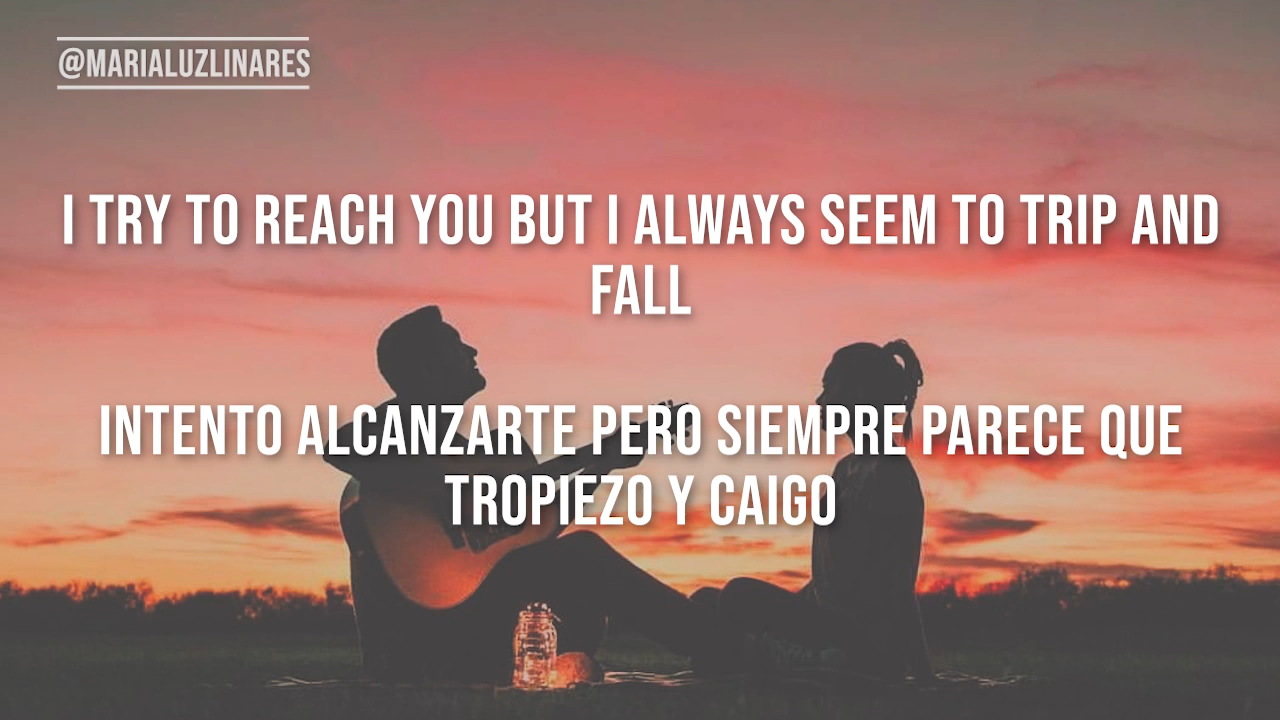 @MARIALUZLINARES
I TRY TO REACH YOU BUT I ALWAYS SEEM TO TRIP AND
FALL
INTENTO ALCANZARTE PERO SIEMPRE PARECE QUE
TROPIEZO Y CAIGO